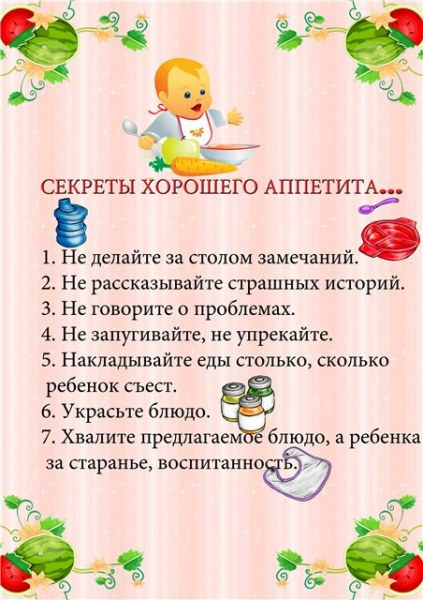 СЕКРЕТЫ ХОРОШЕГО АППЕТИТА...
1. Не делайте за столом замечаний.
2. Не рассказывайте страшных историй.
3. Не говорите о проблемах.
4. Не запугивайте, не упрекайте.
5. Накладывайте еды столько, сколько
ребенок съест.
6. Украсьте блюдо.
7. Хвалите предлагаемое блюдо, а ребенка
за старанье, воспитанность.